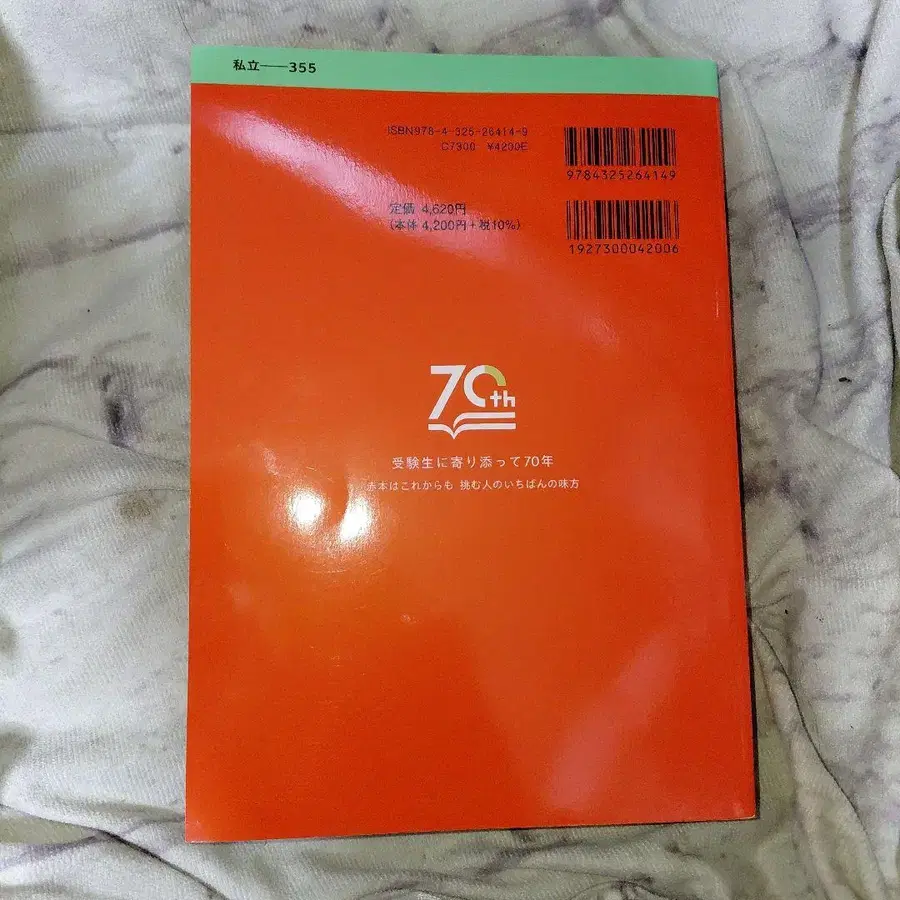 私立――355
ISBN978-4-325-26414-9
C7300 ¥4200E
9784325264149
定価 4,620円
(本体 4,200円+税10%)
1927300042006
70th
受験生に寄り添って70年
赤本はこれからも 挑む人のいちばんの味方